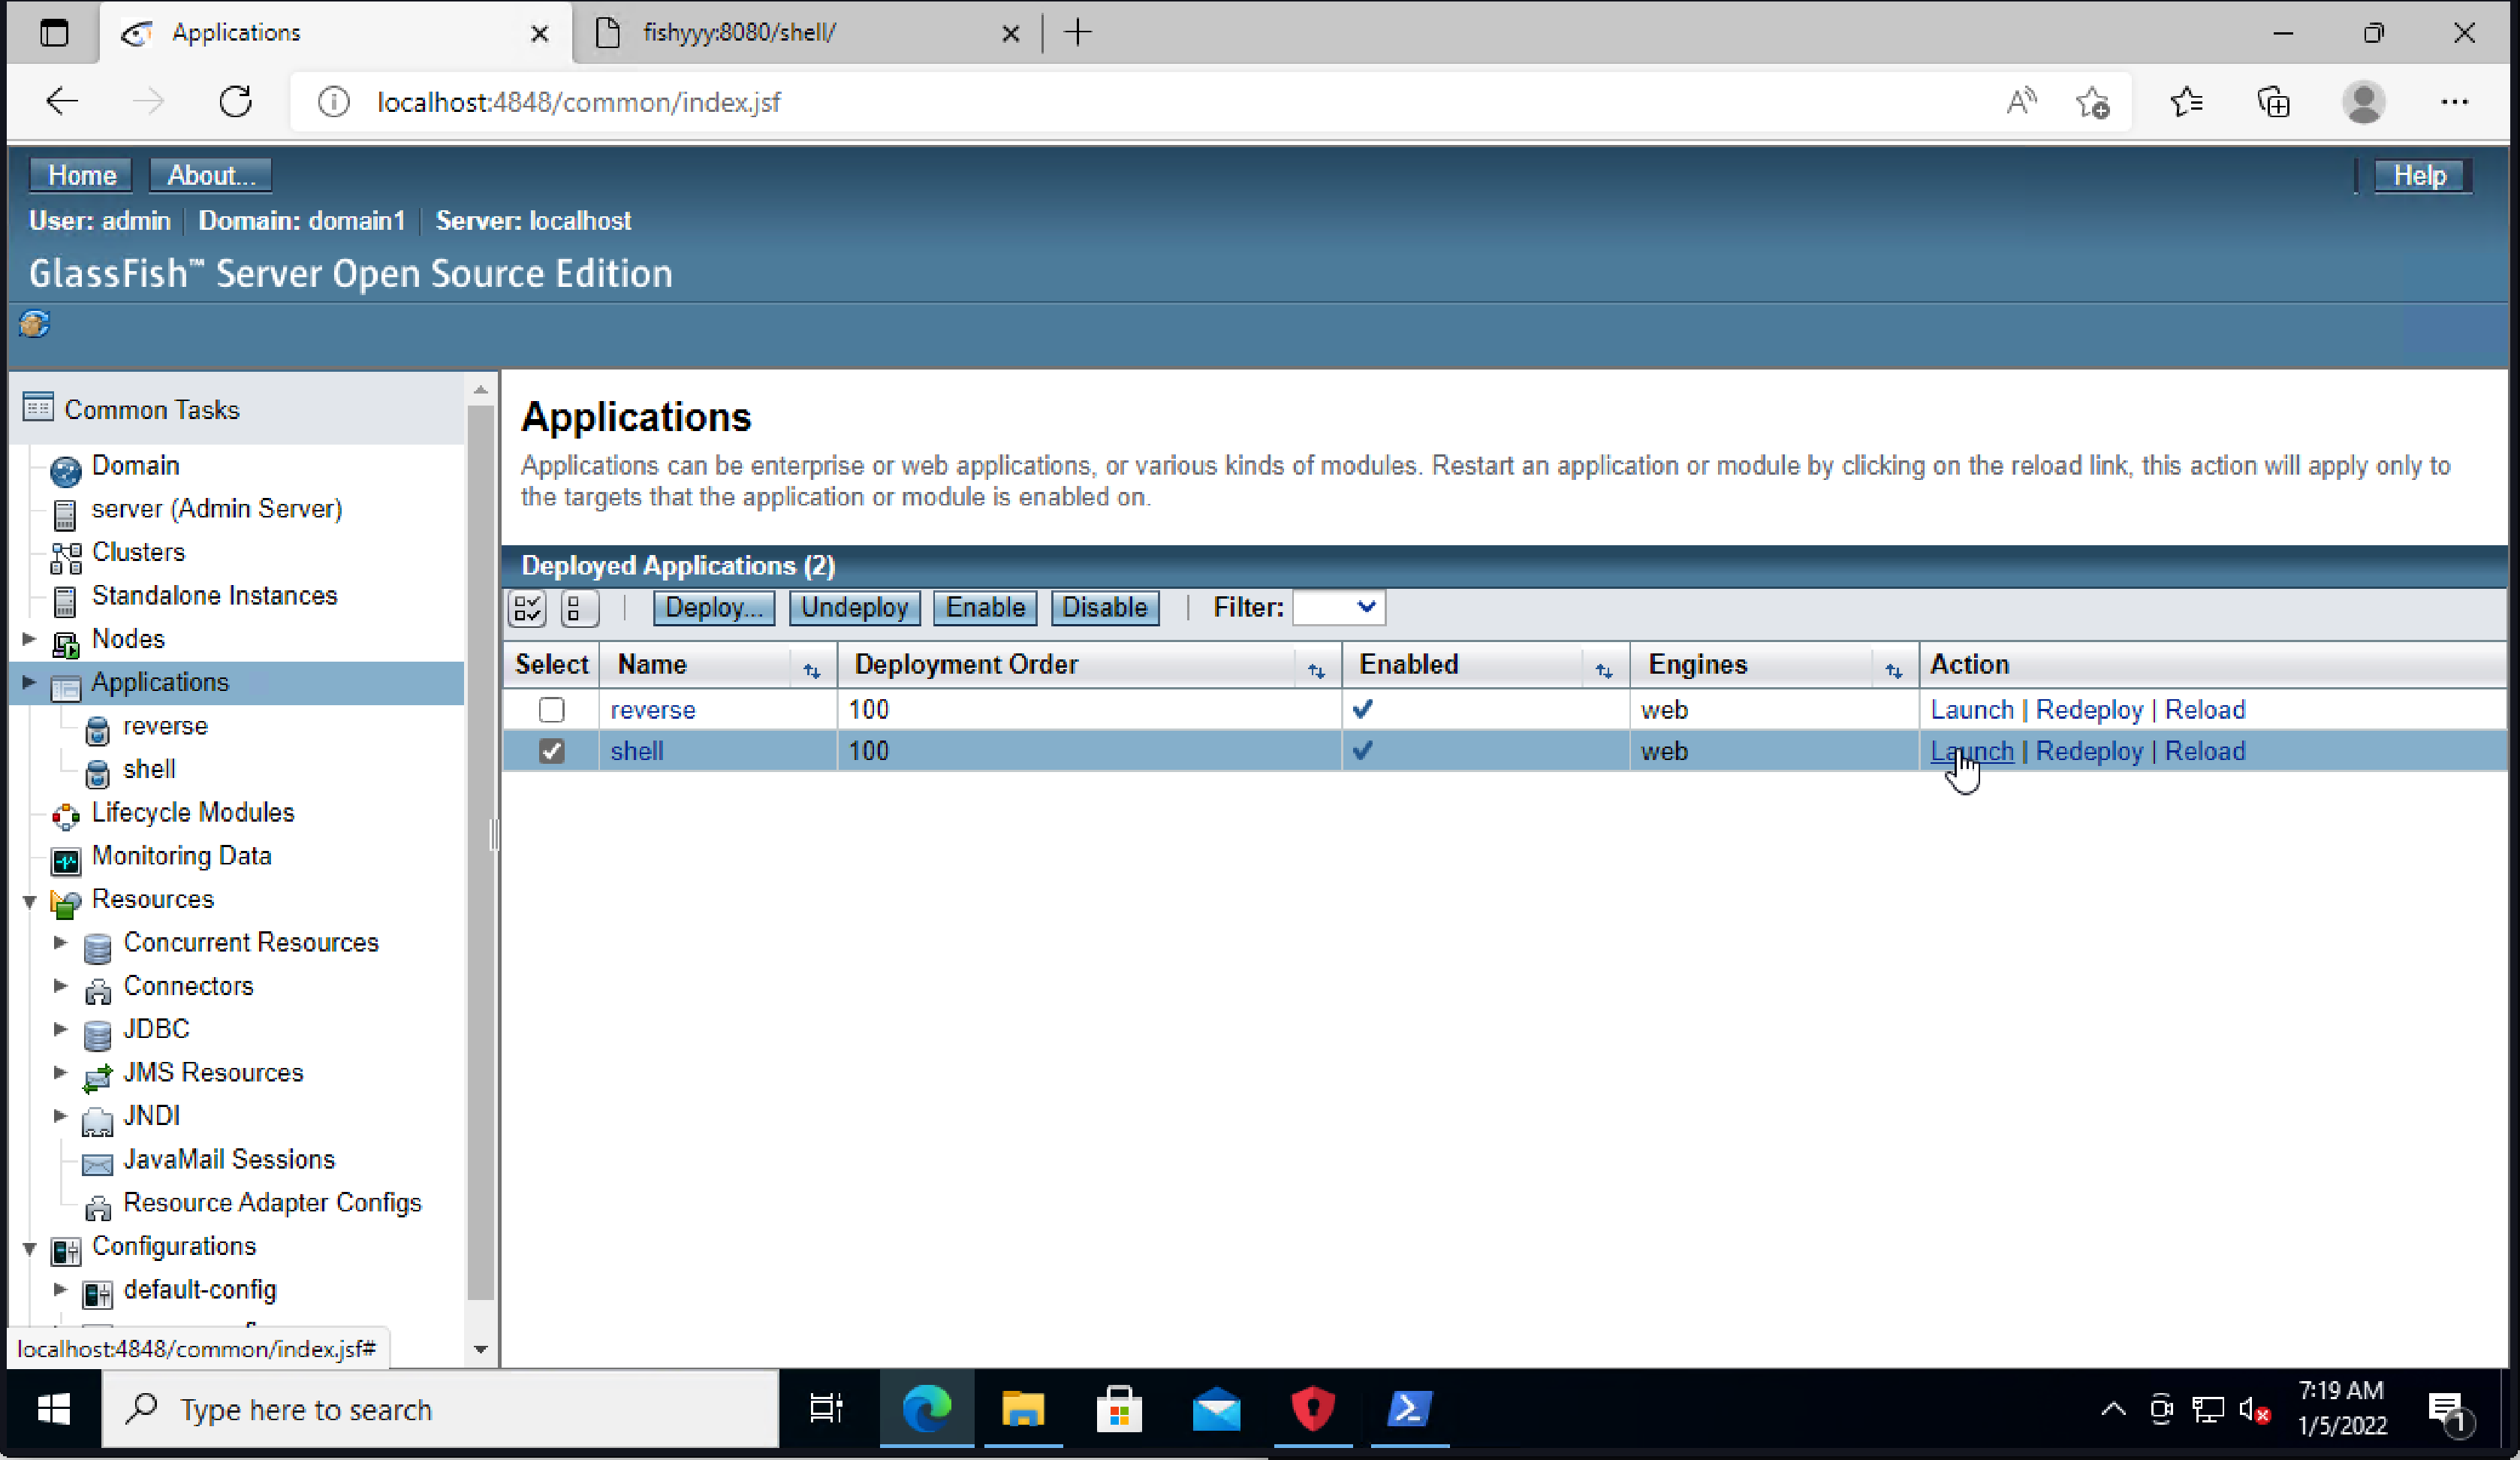 Applications
fishyyy:8080/shell/
localhost:4848/common/index.jsf
Home About... Help
User: admin Domain: domain1 Server: localhost
GlassFish™ Server Open Source Edition
Common Tasks
Domain
server (Admin Server)
Clusters
Standalone Instances
Nodes
Applications
reverse
shell
Lifecycle Modules
Monitoring Data
Resources
Concurrent Resources
Connectors
JDBC
JMS Resources
JNDI
JavaMail Sessions
Resource Adapter Configs
Configurations
default-config
localhost:4848/common/index.jsf#
Applications
Applications can be enterprise or web applications, or various kinds of modules. Restart an application or module by clicking on the reload link, this action will apply only to
the targets that the application or module is enabled on.
Deployed Applications (2)
Deploy... Undeploy Enable Disable Filter:
Select Name Deployment Order Enabled Engines Action
reverse 100 web Launch | Redeploy | Reload
shell 100 web Launch | Redeploy | Reload
Type here to search
7:19 AM
1/5/2022
1